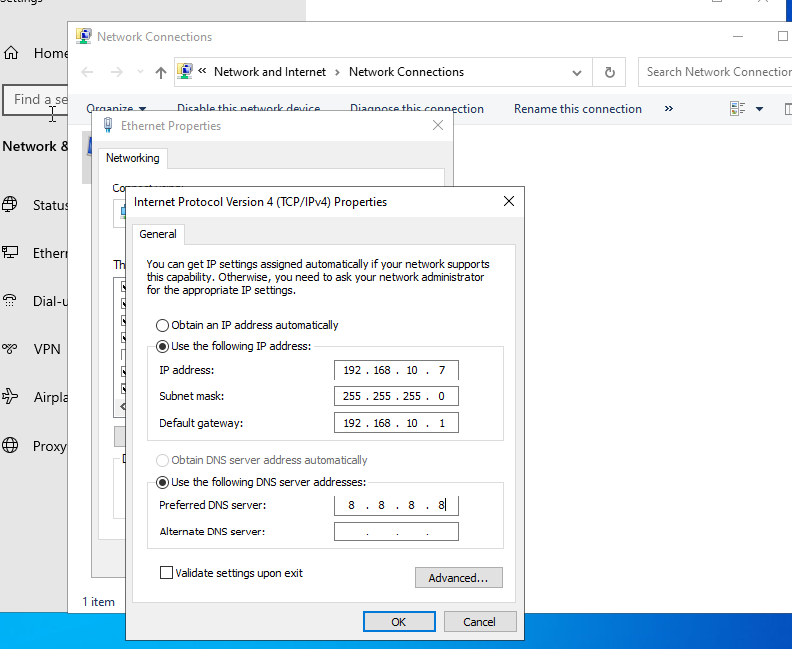 Network Connections
Home
« Network and Internet › Network Connections
Search Network
Find a se
Organize Disable this network device Diagnose this connection Rename this connection »
Ethernet Properties
Network &
Networking
Internet Protocol Version 4 (TCP/IPv4) Properties
Status
General
You can get IP settings assigned automatically if your network supports
this capability. Otherwise, you need to ask your network administrator
for the appropriate IP settings.
Th
Dial-u
Obtain an IP address automatically
Use the following IP address:
VPN
IP address: 192 . 168 . 10 . 7
Subnet mask: 255 . 255 . 255 . 0
Airpla
Default gateway: 192 . 168 . 10 . 1
Proxy
Obtain DNS server address automatically
Use the following DNS server addresses:
Preferred DNS server: 8 . 8 . 8 . 8
Alternate DNS server: . . .
Validate settings upon exit
Advanced...
1 item
OK Cancel